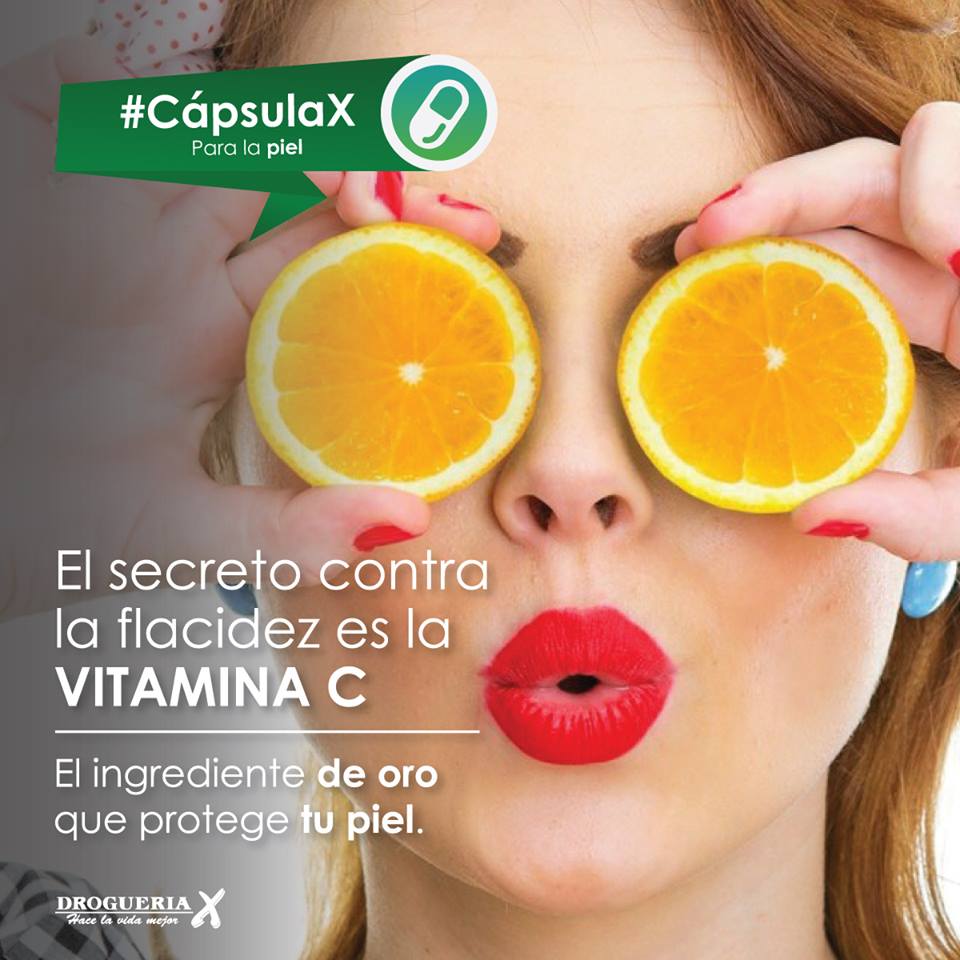 #CápsulaX
Para la piel
El secreto contra
la flacidez es la
VITAMINA C
El ingrediente de oro
que protege tu piel.
DROGUERIA X
Hace la vida mejor